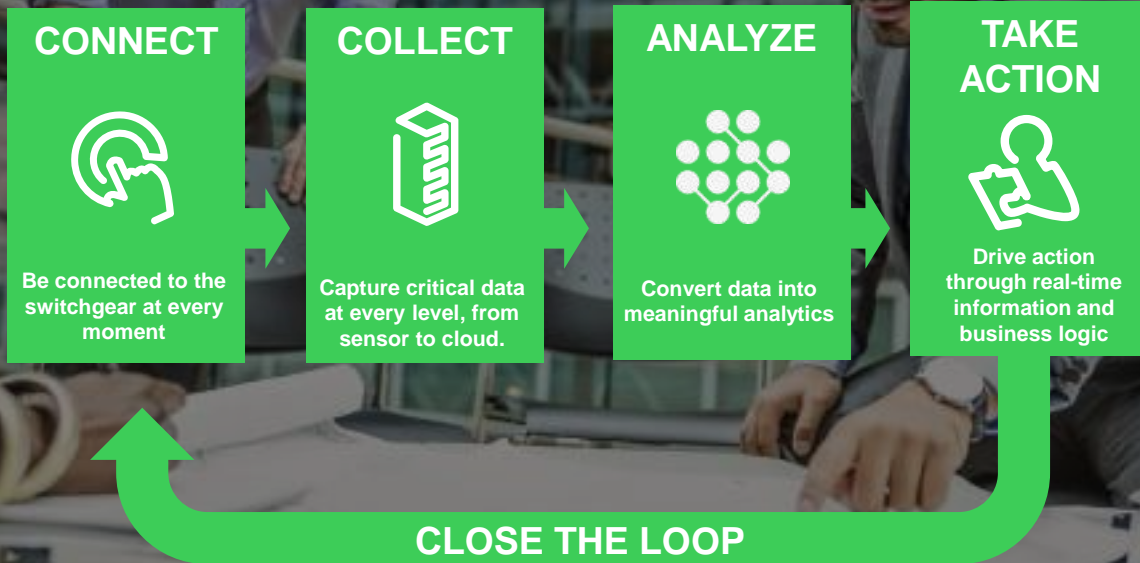 CONNECT
Be connected to the
switchgear at every
moment
COLLECT
Capture critical data
at every level, from
sensor to cloud.
ANALYZE
Convert data into
meaningful analytics
TAKE
ACTION
Drive action
through real-time
information and
business logic
CLOSE THE LOOP